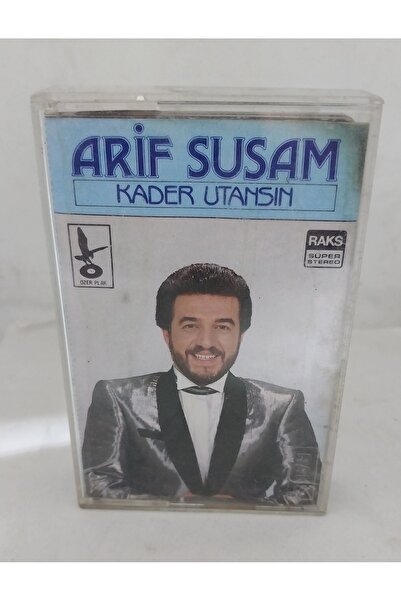 ARİF SUSAM
KADER UTANSIN
ÖZER PLAK
RAKS
SÜPER
STEREO